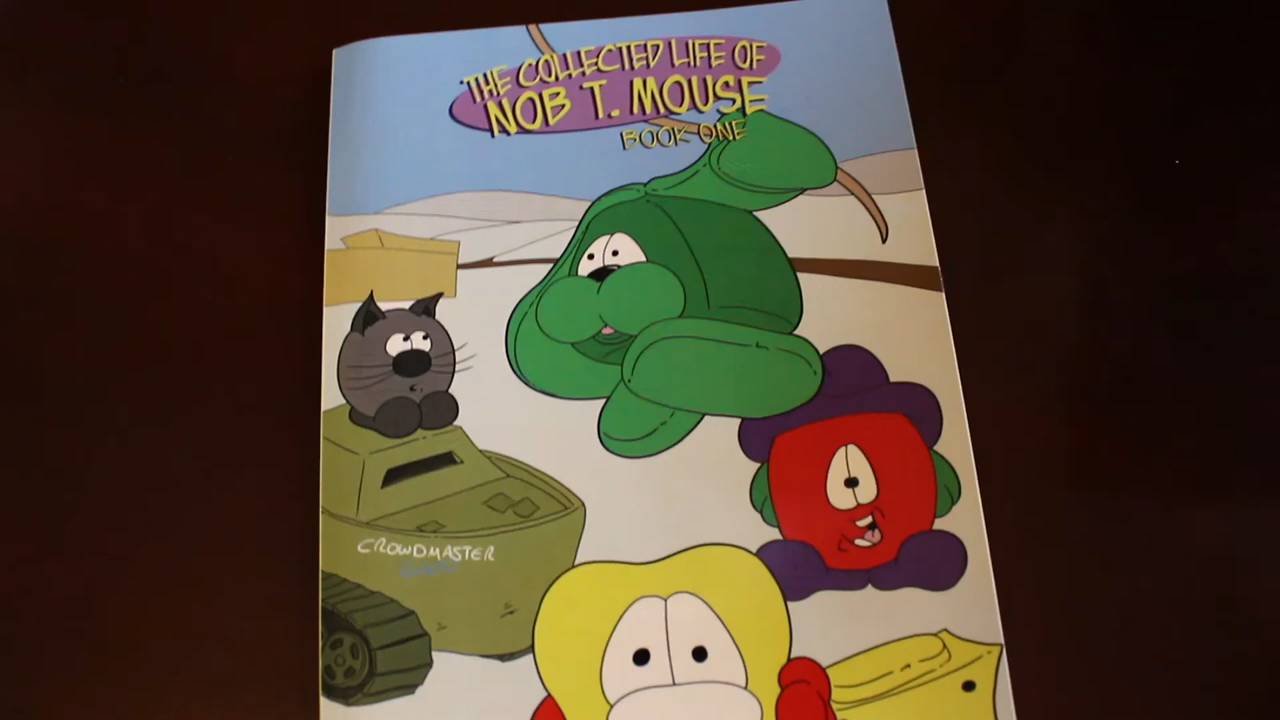 THE COLLECTED LIFE OF
NOB T. MOUSE
BOOK ONE
CROWDMASTER